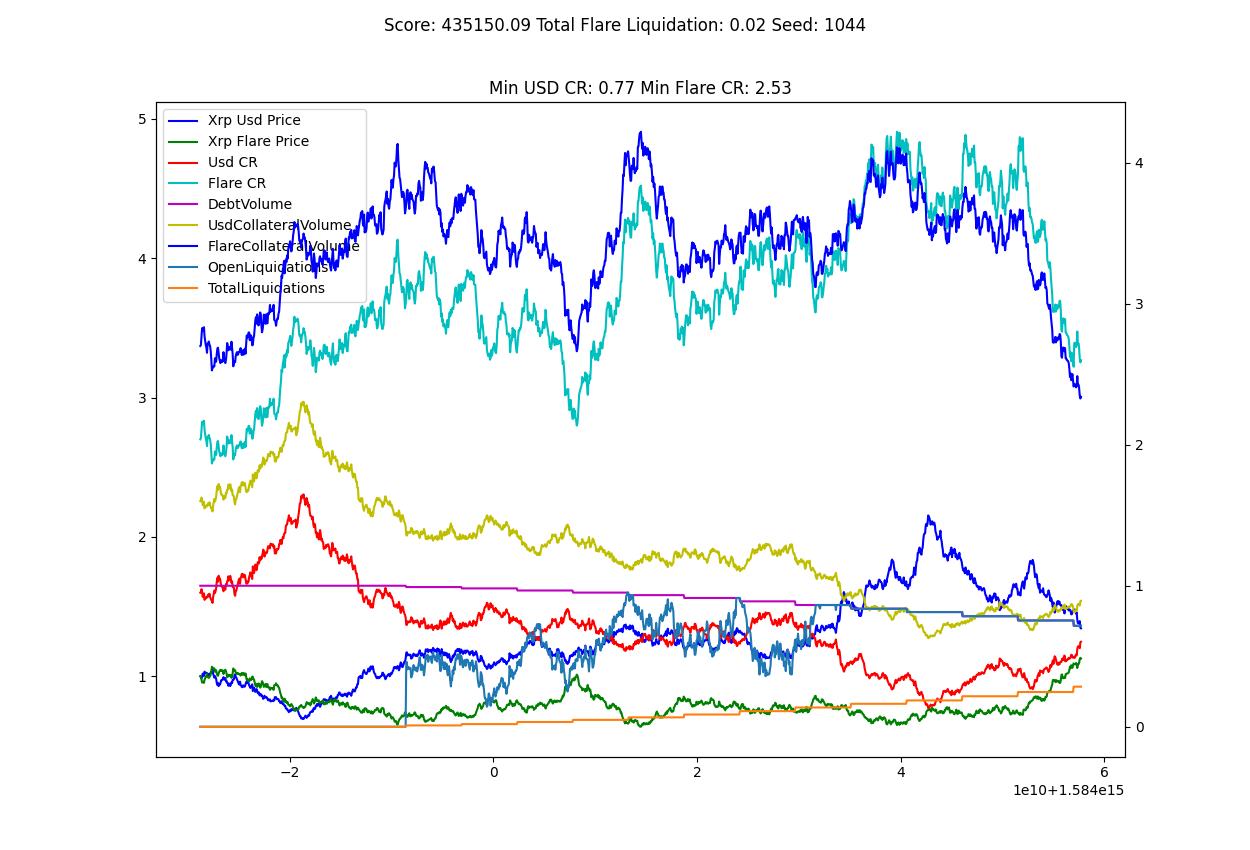 Score: 435150.09 Total Flare Liquidation: 0.02 Seed: 1044
Min USD CR: 0.77 Min Flare CR: 2.53
Xrp Usd Price
Xrp Flare Price
Usd CR
Flare CR
DebtVolume
UsdCollateralVolume
FlareCollateralVolume
OpenLiquidations
TotalLiquidations
5
4
3
2
1
4
3
2
1
0
−2
0
2
4
6
1e10+1.584e15